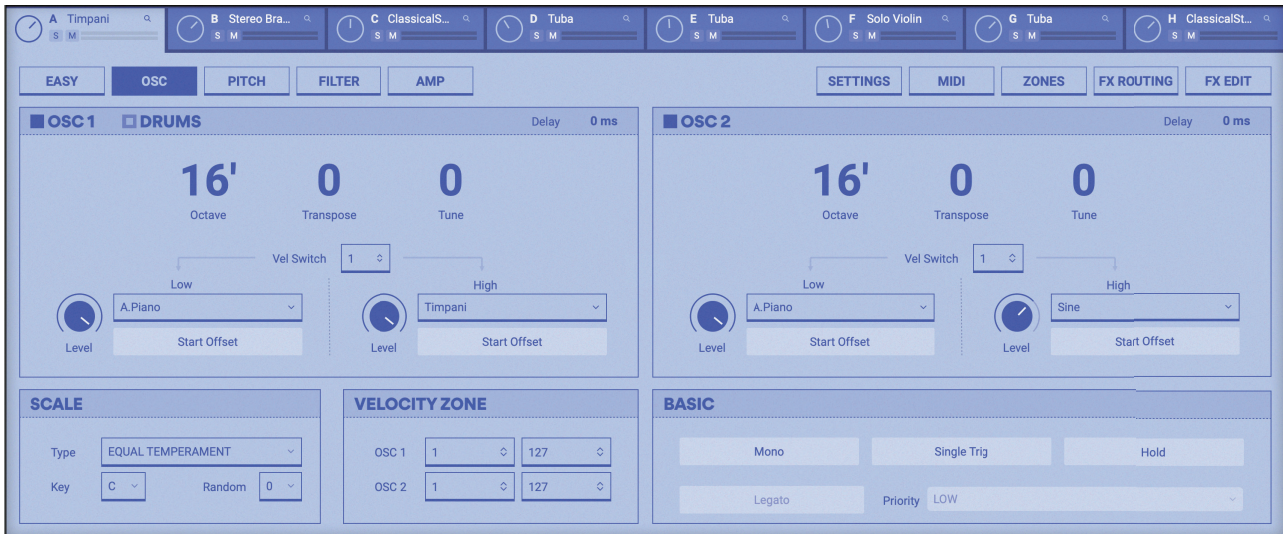 A Timpani
S M
B Stereo Bra...
S M
C ClassicalS...
S M
D Tuba
S M
E Tuba
S M
F Solo Violin
S M
G Tuba
S M
H ClassicalSt...
S M
EASY OSC PITCH FILTER AMP SETTINGS MIDI ZONES FX ROUTING FX EDIT
OSC 1 DRUMS Delay 0 ms
16' 0 0
Octave Transpose Tune
Vel Switch 1
Low High
A.Piano Timpani
Start Offset Start Offset
Level Level
OSC 2 Delay 0 ms
16' 0 0
Octave Transpose Tune
Vel Switch 1
Low High
A.Piano Sine
Start Offset Start Offset
Level Level
SCALE
Type EQUAL TEMPERAMENT
Key C Random 0
VELOCITY ZONE
OSC 1 1 127
OSC 2 1 127
BASIC
Mono Single Trig Hold
Legato Priority LOW